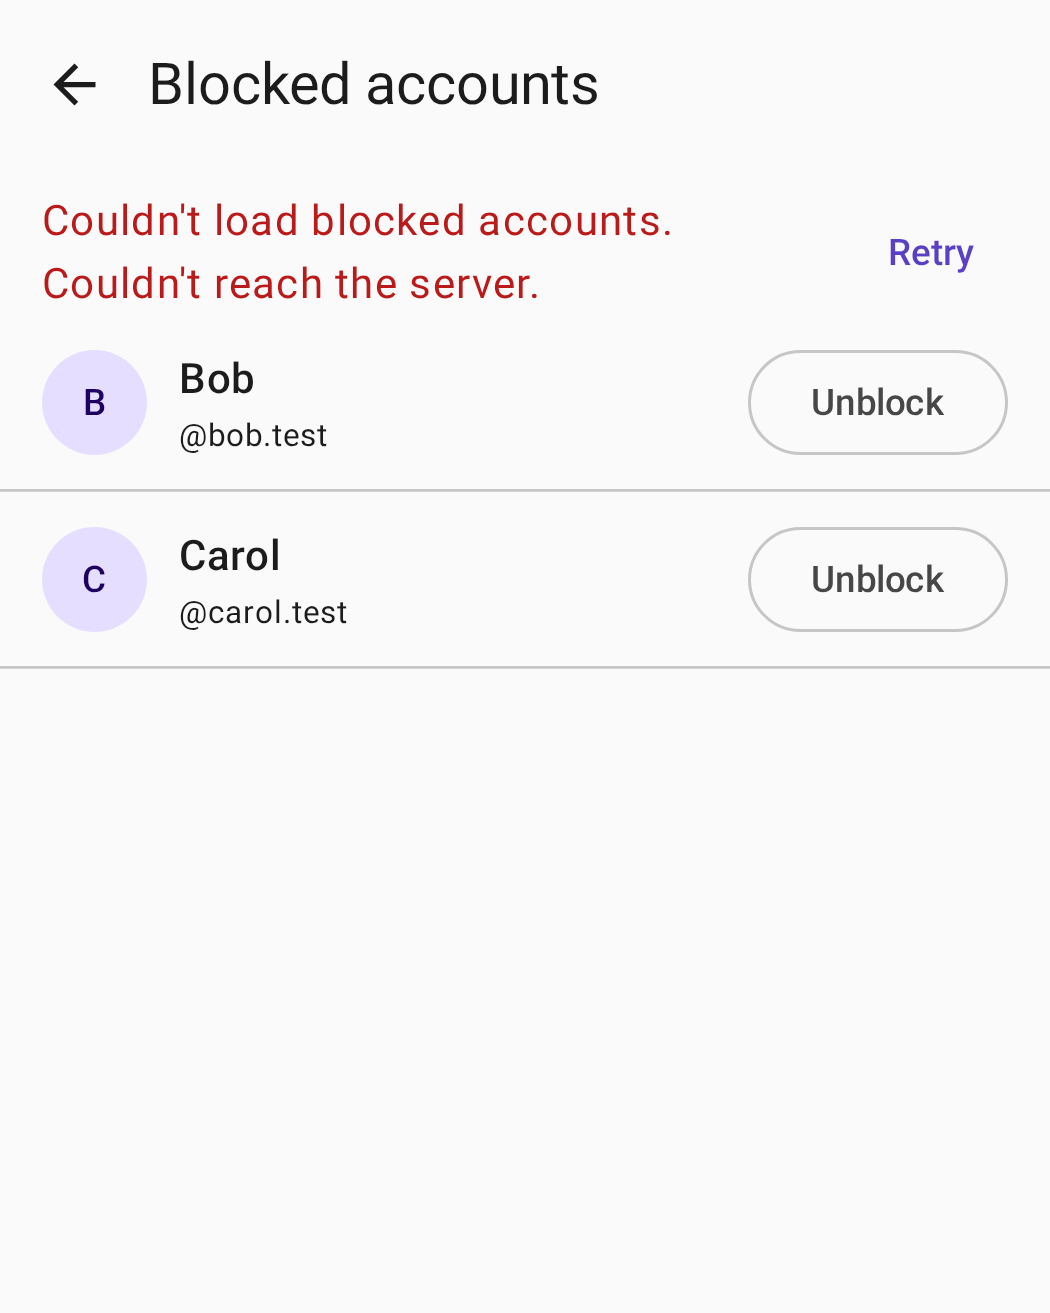 Blocked accounts
Couldn't load blocked accounts.
Couldn't reach the server.
Retry
B
Bob
@bob.test
Unblock
C
Carol
@carol.test
Unblock